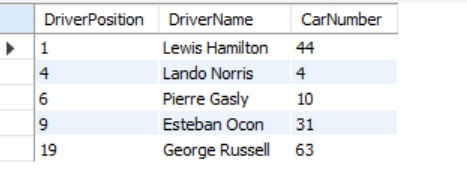 DriverPosition DriverName CarNumber
1 Lewis Hamilton 44
4 Lando Norris 4
6 Pierre Gasly 10
9 Esteban Ocon 31
19 George Russell 63